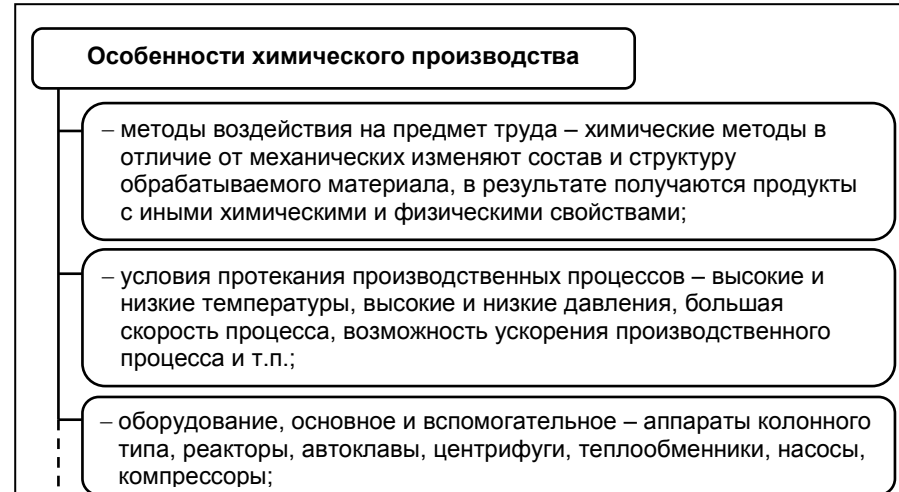 Особенности химического производства
– методы воздействия на предмет труда – химические методы в
отличие от механических изменяют состав и структуру
обрабатываемого материала, в результате получаются продукты
с иными химическими и физическими свойствами;
– условия протекания производственных процессов – высокие и
низкие температуры, высокие и низкие давления, большая
скорость процесса, возможность ускорения производственного
процесса и т.п.;
– оборудование, основное и вспомогательное – аппараты колонного
типа, реакторы, автоклавы, центрифуги, теплообменники, насосы,
компрессоры;